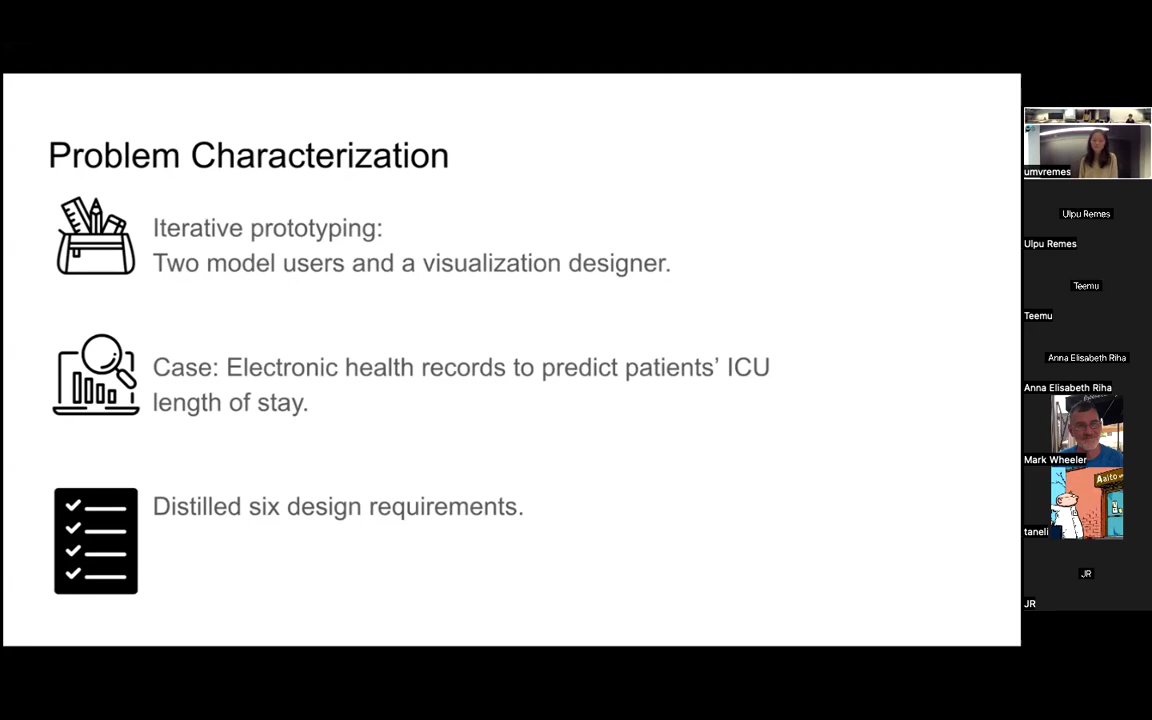 Problem Characterization
Iterative prototyping:
Two model users and a visualization designer.
Case: Electronic health records to predict patients’ ICU
length of stay.
Distilled six design requirements.
umvremes
Ulpu Remes
Ulpu Remes
Teemu
Teemu
Anna Elisabeth Riha
Anna Elisabeth Riha
Mark Wheeler
Aalto
taneli
JR
JR